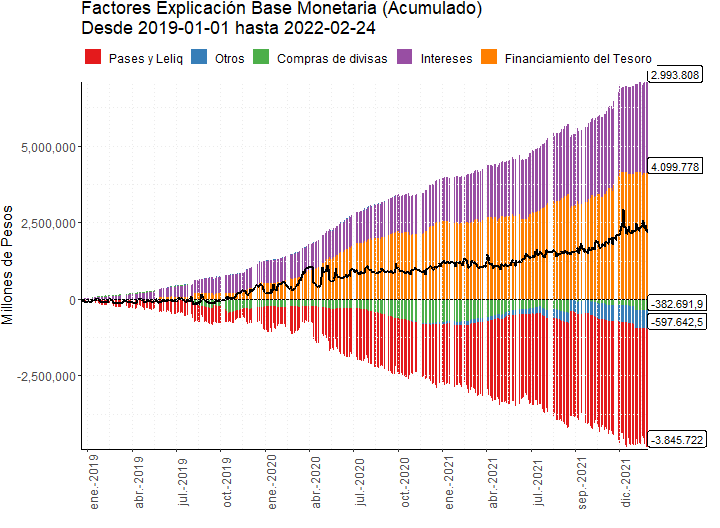 Factores Explicación Base Monetaria (Acumulado)
Desde 2019-01-01 hasta 2022-02-24
Pases y Leliq Otros Compras de divisas Intereses Financiamiento del Tesoro
2.993.808
5,000,000
4.099.778
2,500,000
0
-382.691,9
-597.642,5
-2,500,000
-3.845.722
Millones de Pesos
ene.-2019 abr.-2019 jul.-2019 oct.-2019 ene.-2020 abr.-2020 jul.-2020 oct.-2020 ene.-2021 abr.-2021 jul.-2021 sep.-2021 dic.-2021